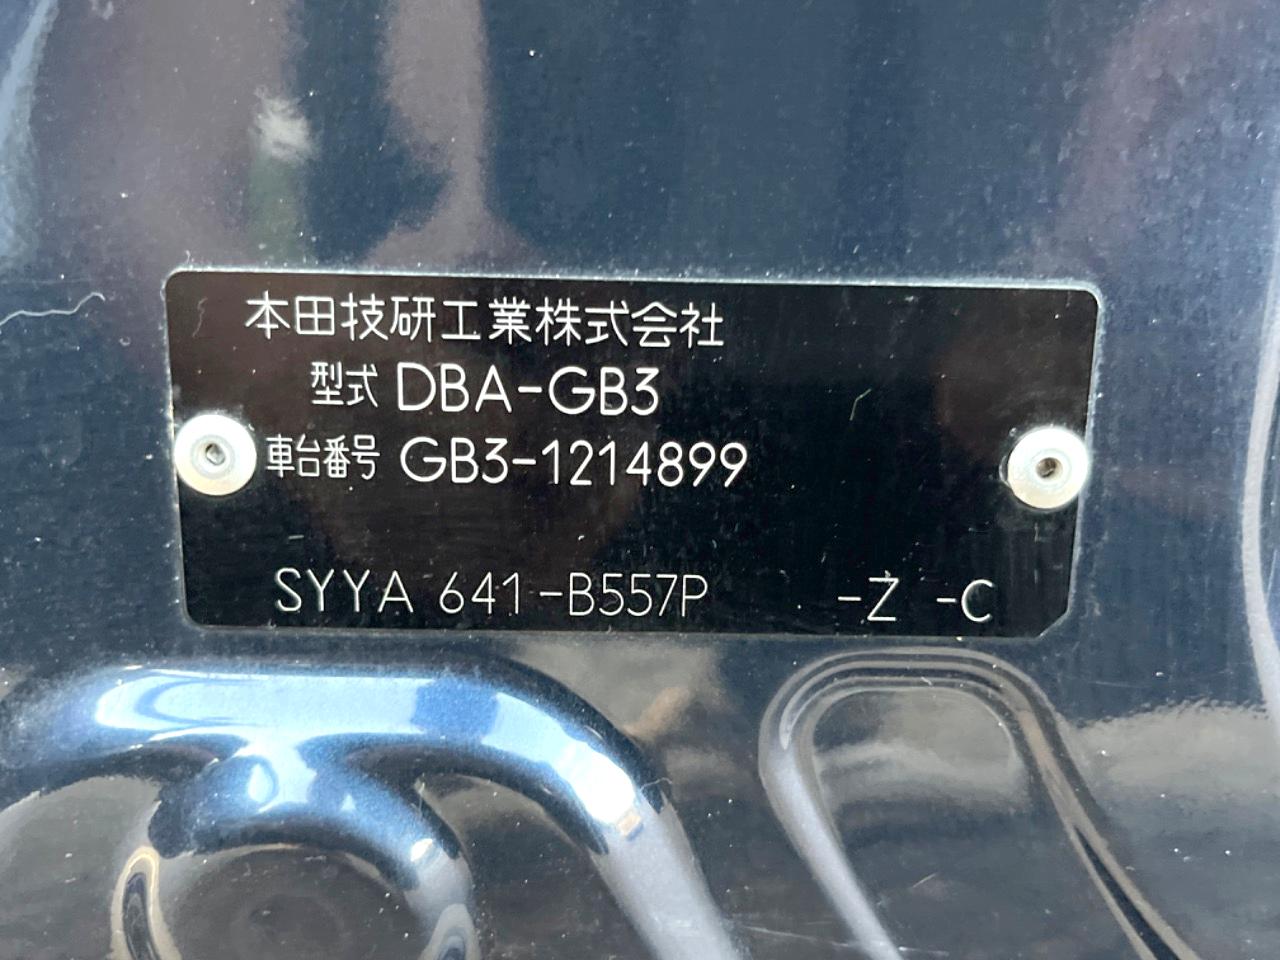 本田技研工業株式会社
型式 DBA-GB3
車台番号 GB3-1214899
SYYA 641-B557P -Z -C